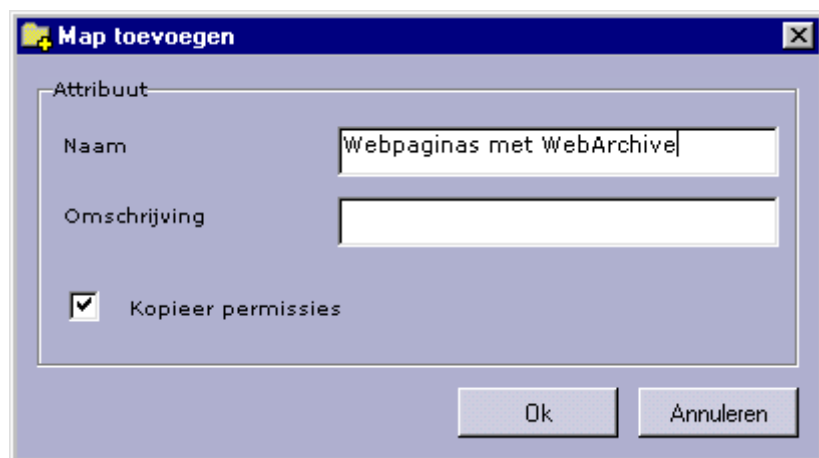 Map toevoegen
Attribuut
Naam
Webpaginas met WebArchive
Omschrijving
Kopieer permissies
Ok
Annuleren